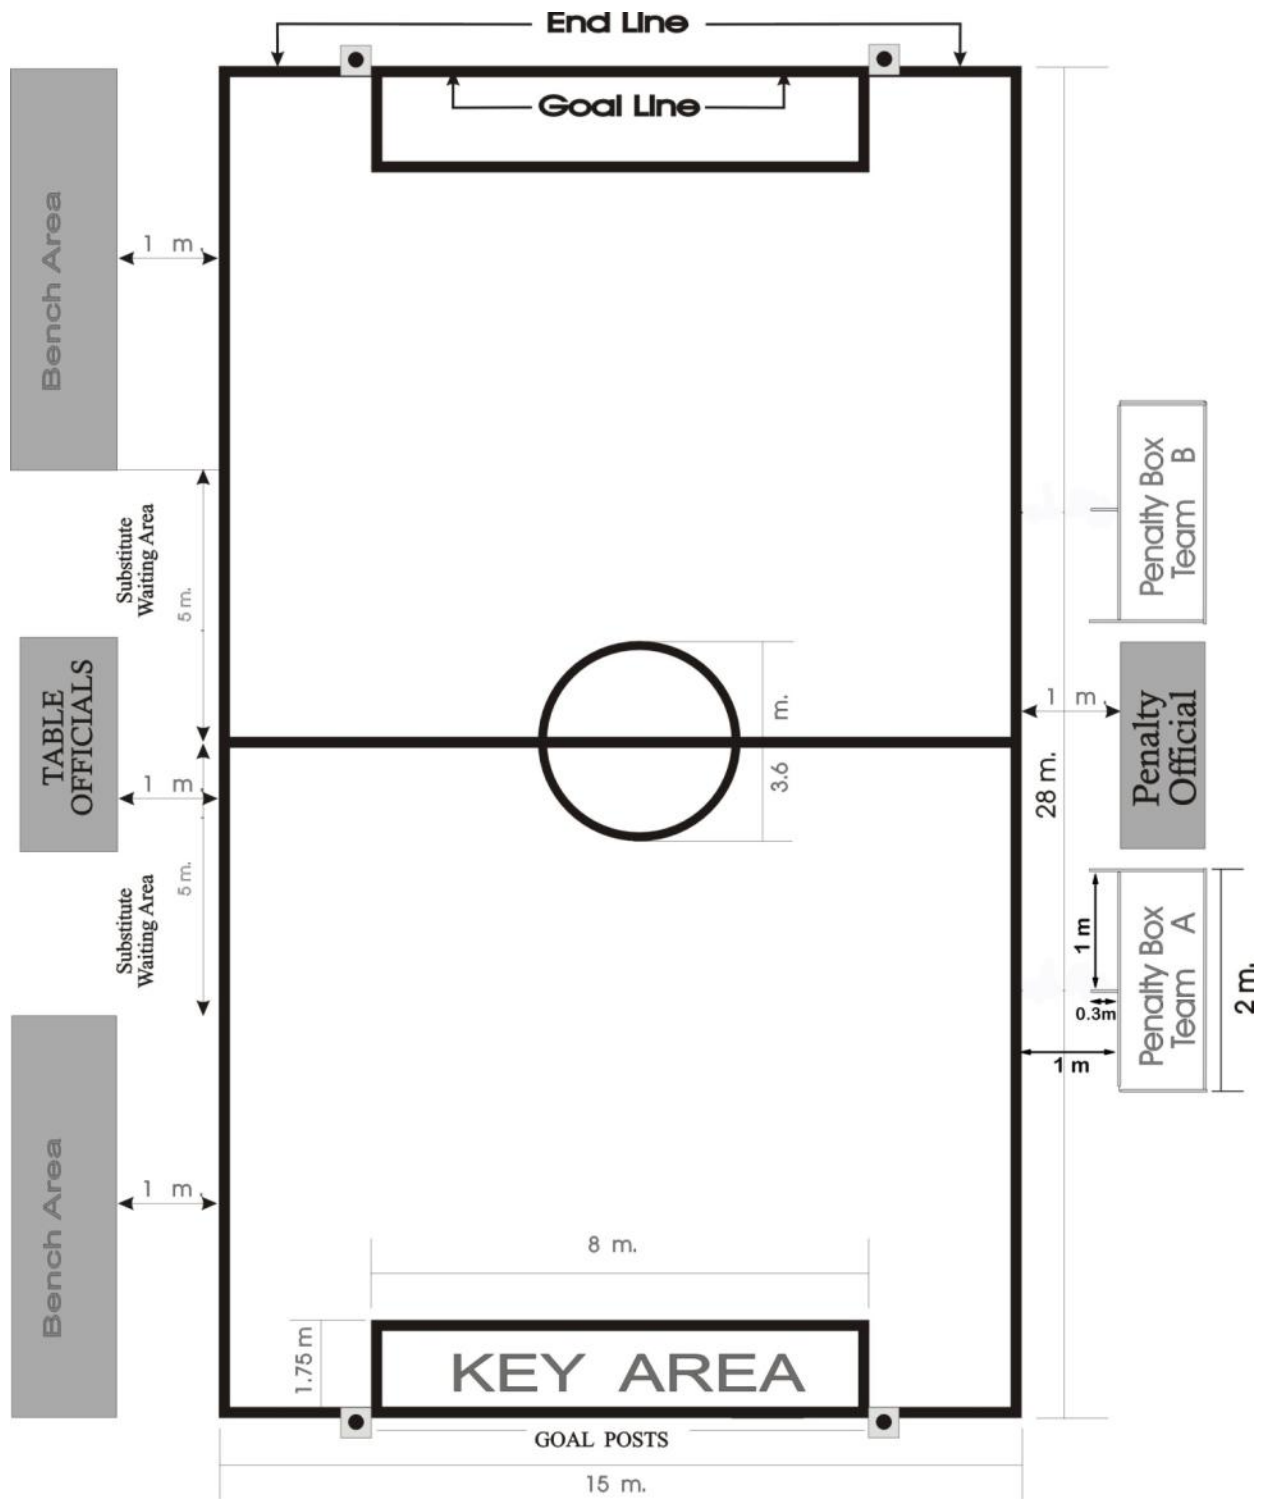 End Line
Goal Line
Bench Area
1 m.
Substitute
Waiting Area
5 m.
TABLE
OFFICIALS
1 m.
Substitute
Waiting Area
5 m.
Bench Area
1 m.
3.6 m.
28 m.
Penalty Box
Team B
1 m.
Penalty
Official
Penalty Box
Team A
1 m
0.3m
1 m
2 m.
8 m.
1.75 m
KEY AREA
GOAL POSTS
15 m.